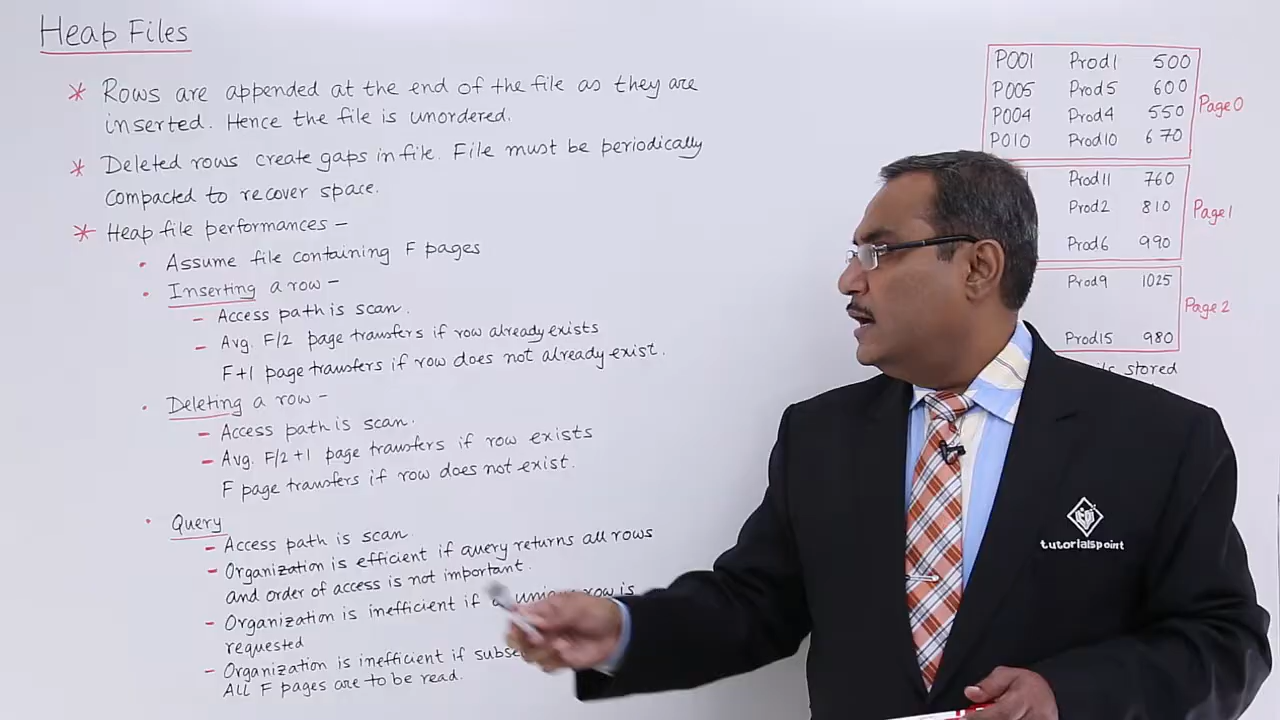 Heap Files
* Rows are appended at the end of the file as they are
inserted. Hence the file is unordered.
* Deleted rows create gaps in file. File must be periodically
compacted to recover space.
* Heap file performances –
• Assume file containing F pages
• Inserting a row –
– Access path is scan.
– Avg. F/2 page transfers if row already exists
F+1 page transfers if row does not already exist.
• Deleting a row –
– Access path is scan.
– Avg. F/2+1 page transfers if row exists
F page transfers if row does not exist.
• Query
– Access path is scan.
– Organization is efficient if query returns all rows
and order of access is not important.
– Organization is inefficient if a row is
requested
– Organization is inefficient if
ALL F pages are to be read.
P001 Prod1 500
P005 Prod5 600
Page0
P004 Prod4 550
P010 Prod10 670
Prod11 760
Prod2 810
Page1
Prod6 990
Prod9 1025
Page2
Prod15 980
stored
tutorialspoint